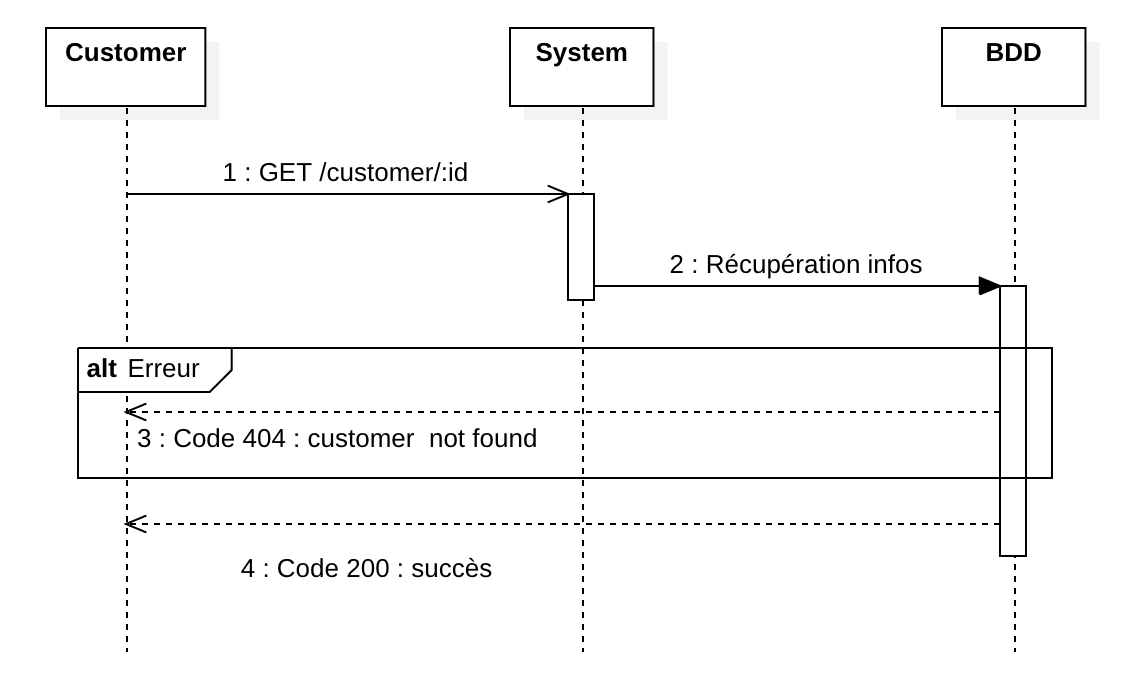 Customer
System
BDD
1 : GET /customer/:id
2 : Récupération infos
alt Erreur
3 : Code 404 : customer  not found
4 : Code 200 : succès